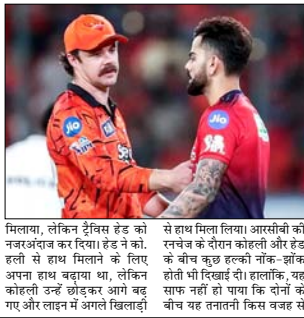 Jio
Jio
मिलाया, लेकिन ट्रैविस हेड को
नजरअंदाज कर दिया। हेड ने को.
हली से हाथ मिलाने के लिए
अपना हाथ बढ़ाया था, लेकिन
कोहली उन्हें छोड़कर आगे बढ़
गए और लाइन में अगले खिलाड़ी
से हाथ मिला लिया। आरसीबी की
रनचेज के दौरान कोहली और हेड
के बीच कुछ हल्की नोंक-झोंक
होती भी दिखाई दी। हालांकि, यह
साफ नहीं हो पाया कि दोनों के
बीच यह तनातनी किस वजह से